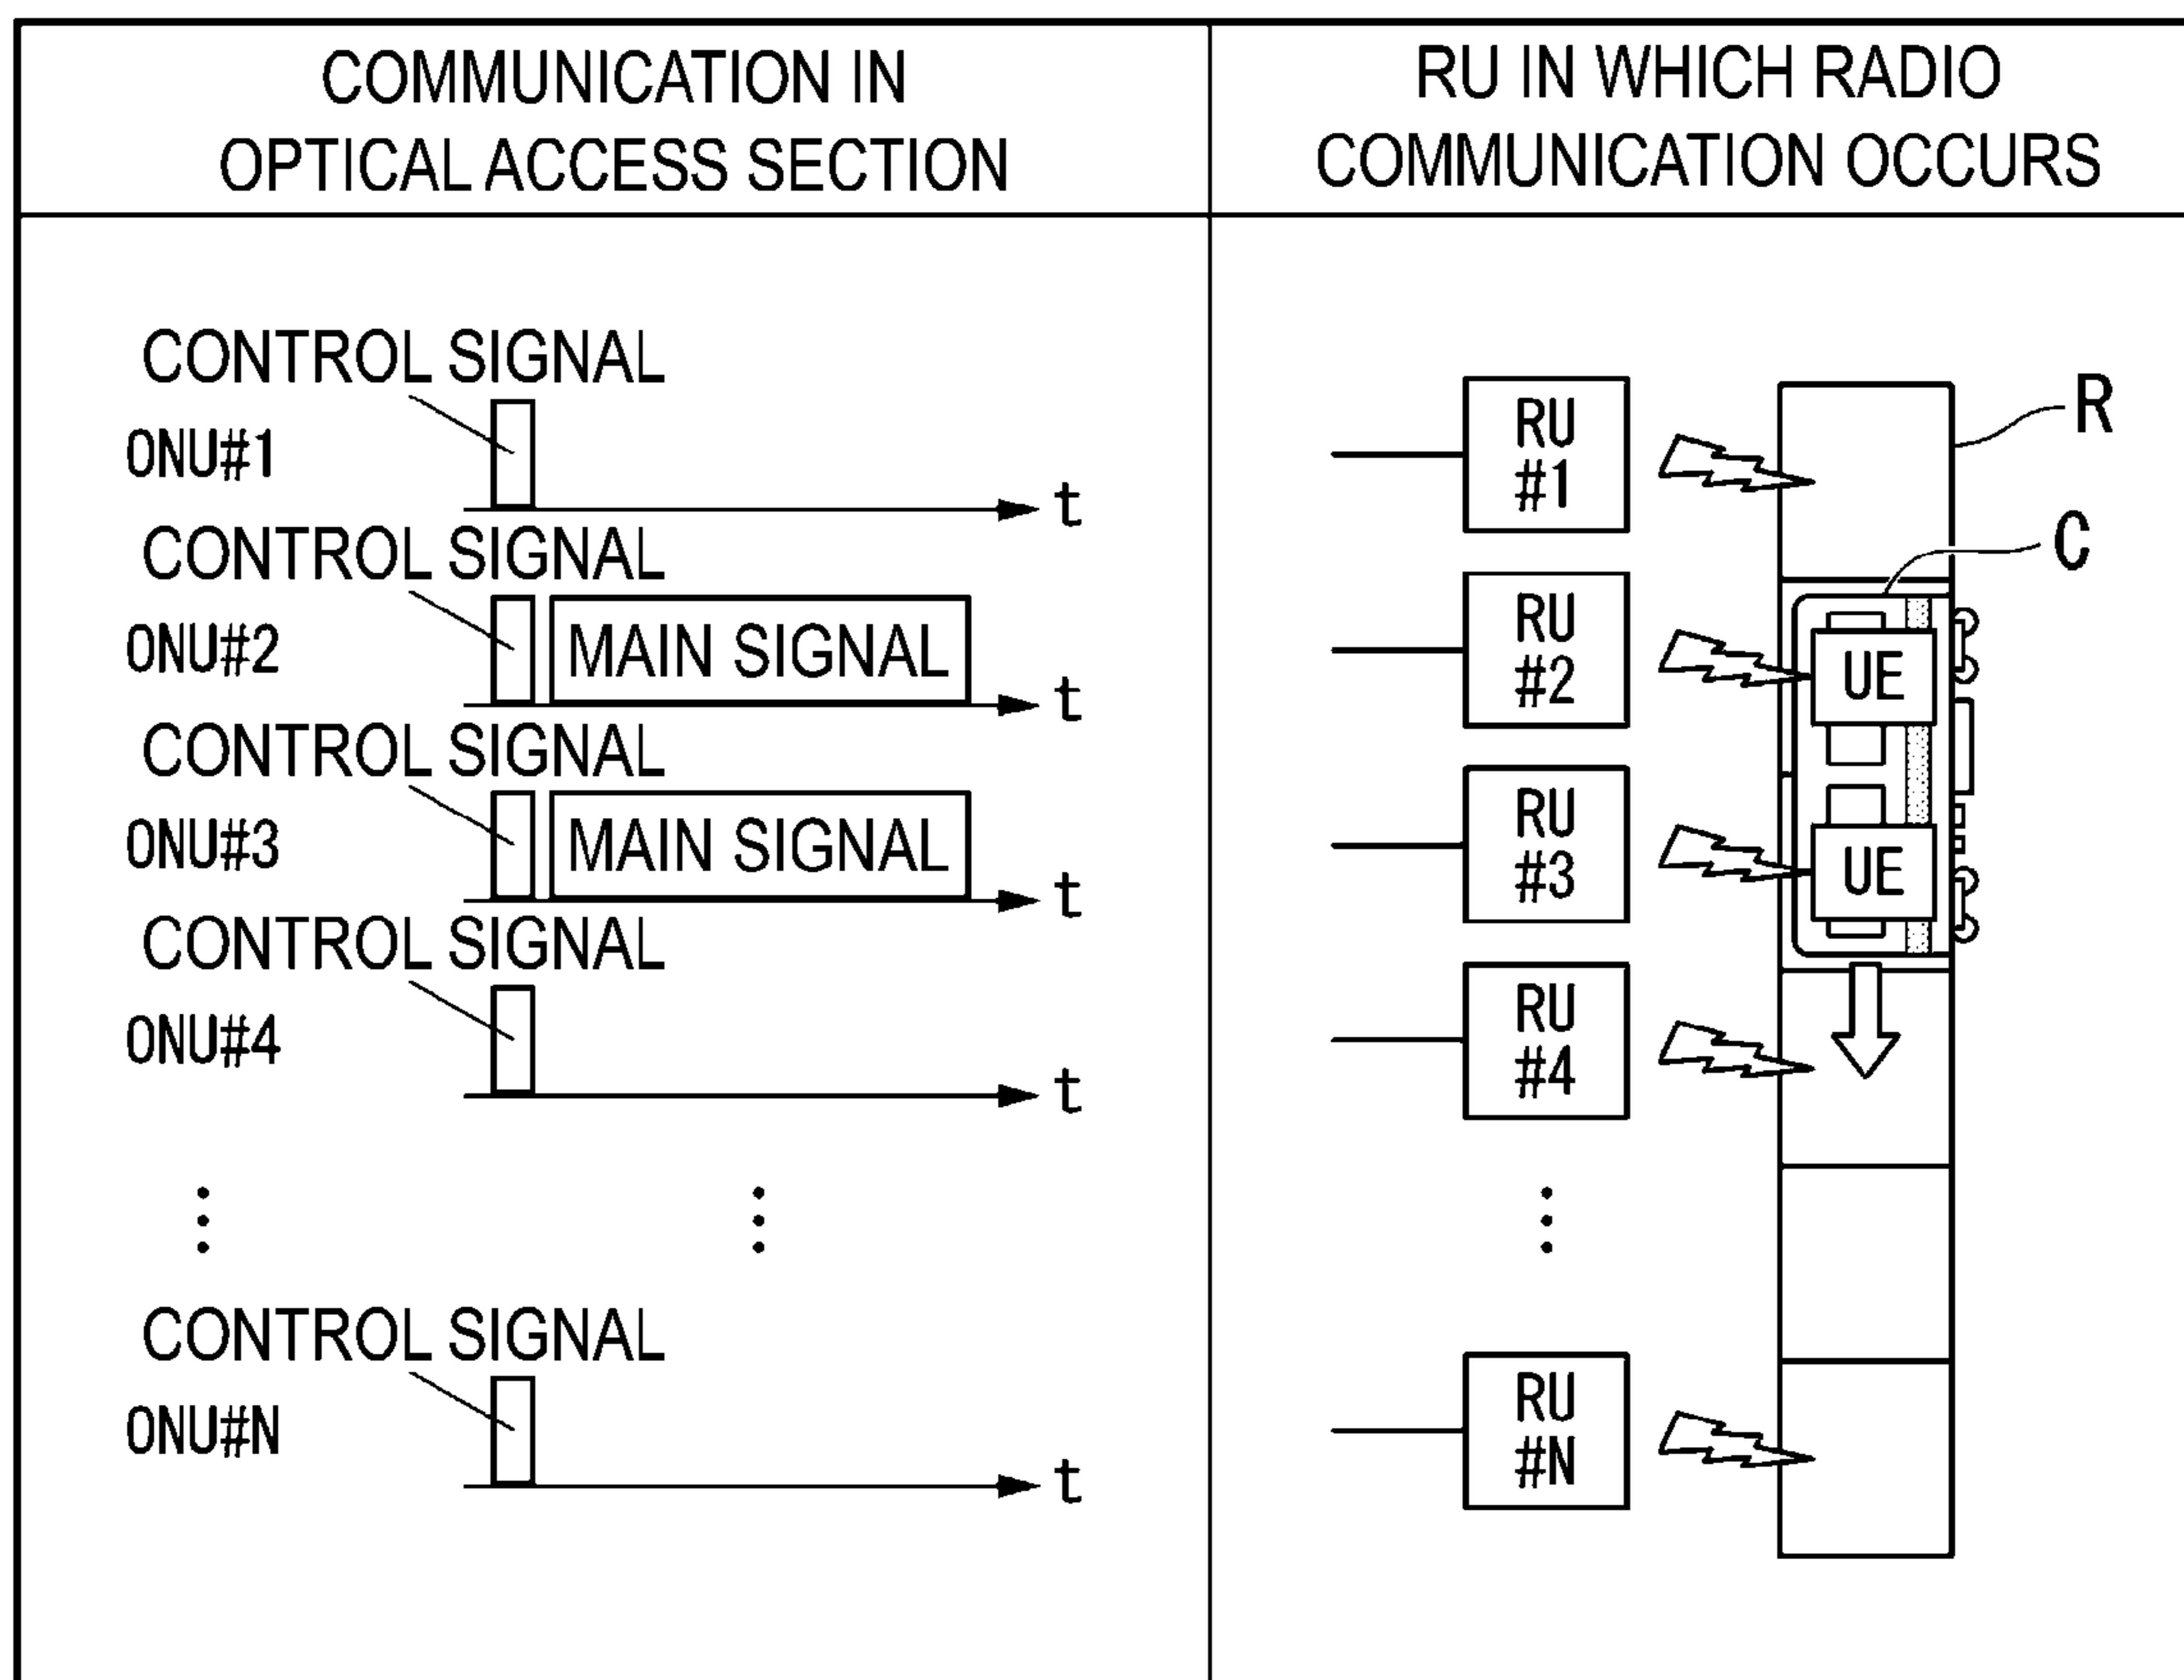 COMMUNICATION IN
OPTICAL ACCESS SECTION
RU IN WHICH RADIO
COMMUNICATION OCCURS
CONTROL SIGNAL
ONU#1
t
CONTROL SIGNAL
ONU#2
MAIN SIGNAL
t
CONTROL SIGNAL
ONU#3
MAIN SIGNAL
t
CONTROL SIGNAL
ONU#4
t
CONTROL SIGNAL
ONU#N
t
RU
#1
R
C
RU
#2
UE
RU
#3
UE
RU
#4
RU
#N